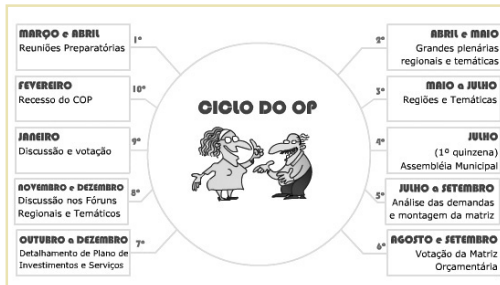 CICLO DO OP
MARÇO e ABRIL
Reuniões Preparatórias
1º
2º
ABRIL e MAIO
Grandes plenárias
regionais e temáticas
3º
MAIO a JULHO
Regiões e Temáticas
4º
JULHO
(1º quinzena)
Assembléia Municipal
5º
JULHO a SETEMBRO
Análise das demandas
e montagem da matriz
6º
AGOSTO e SETEMBRO
Votação da Matriz
Orçamentária
7º
OUTUBRO a DEZEMBRO
Detalhamento de Plano de
Investimentos e Serviços
8º
NOVEMBRO e DEZEMBRO
Discussão nos Fóruns
Regionais e Temáticos
9º
JANEIRO
Discussão e votação
10º
FEVEREIRO
Recesso do COP